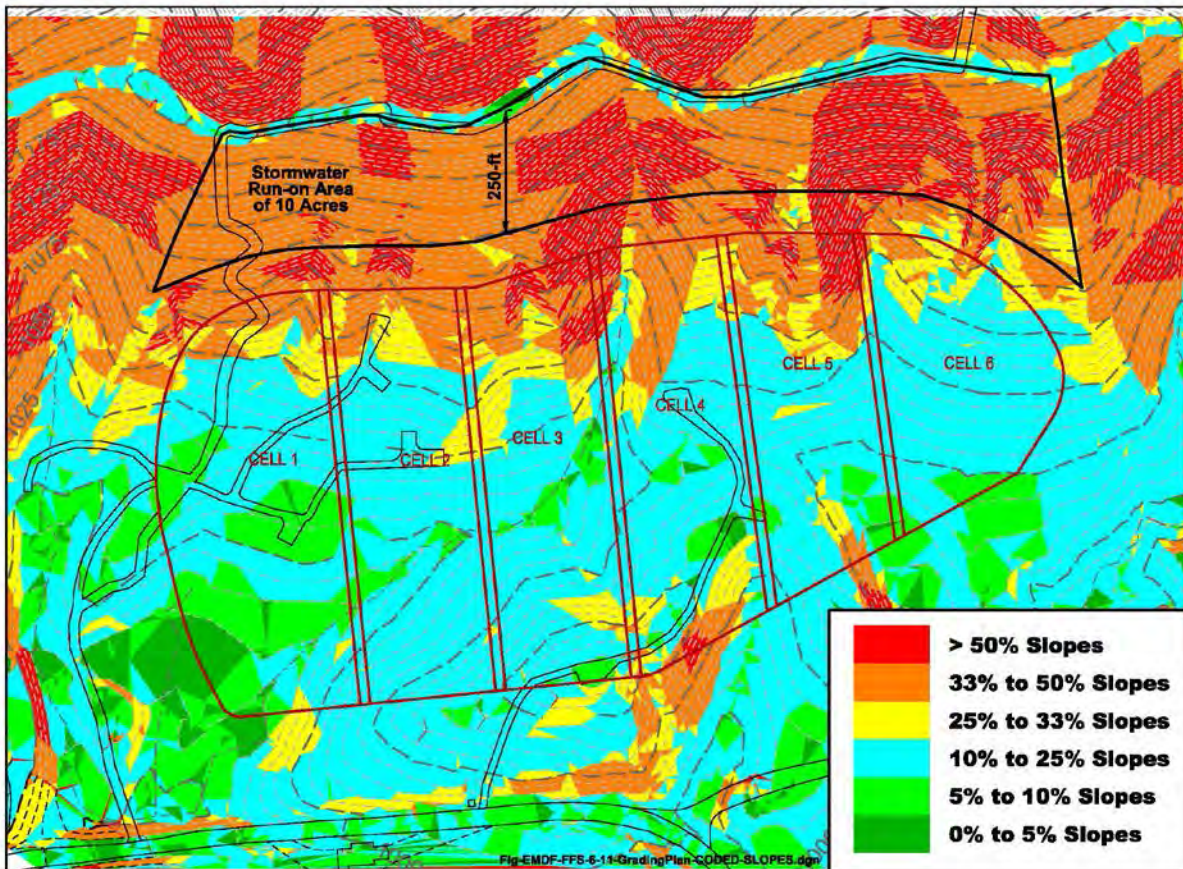 Stormwater
Run-on Area
of 10 Acres
250-ft
CELL 5
CELL 6
CELL 4
CELL 3
CELL 1
CELL 2
1025
> 50% Slopes
33% to 50% Slopes
25% to 33% Slopes
10% to 25% Slopes
5% to 10% Slopes
0% to 5% Slopes
Fig-EMDF-FFS-6-11-GradingPlan-CODED-SLOPES.dgn